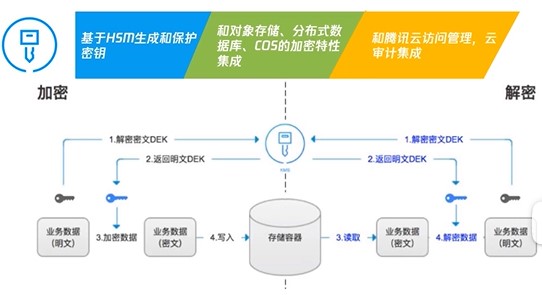 基于HSM生成和保护
密钥
和对象存储、分布式数
据库、COS的加密特性
集成
和腾讯云访问管理，云
审计集成
加密
解密
1.解密密文DEK
1.解密密文DEK
2.返回明文DEK
2.返回明文DEK
KMS
业务数据
(明文)
3.加密数据
业务数据
(密文)
4.写入
存储容器
3.读取
业务数据
(密文)
4.解密数据
业务数据
(明文)